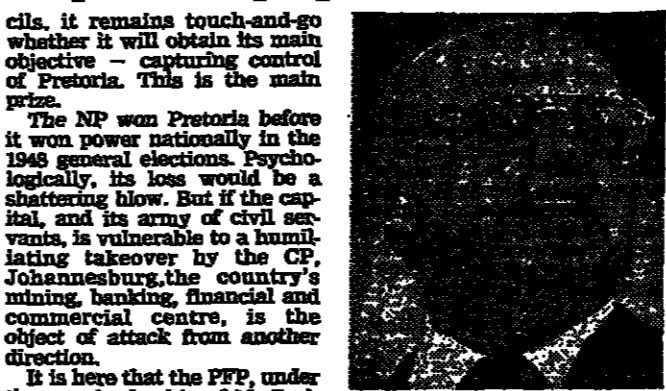 cils, it remains touch-and-go
whether it will obtain its main
objective — capturing control
of Pretoria. This is the main
prize.
The NP won Pretoria before
it won power nationally in the
1948 general elections. Psycho-
logically, its loss would be a
shattering blow. But if the cap-
ital, and its army of civil ser-
vants, is vulnerable to a humil-
iating takeover by the CP,
Johannesburg,the country's
mining, banking, financial and
commercial centre, is the
object of attack from another
direction.
It is here that the PFP, under